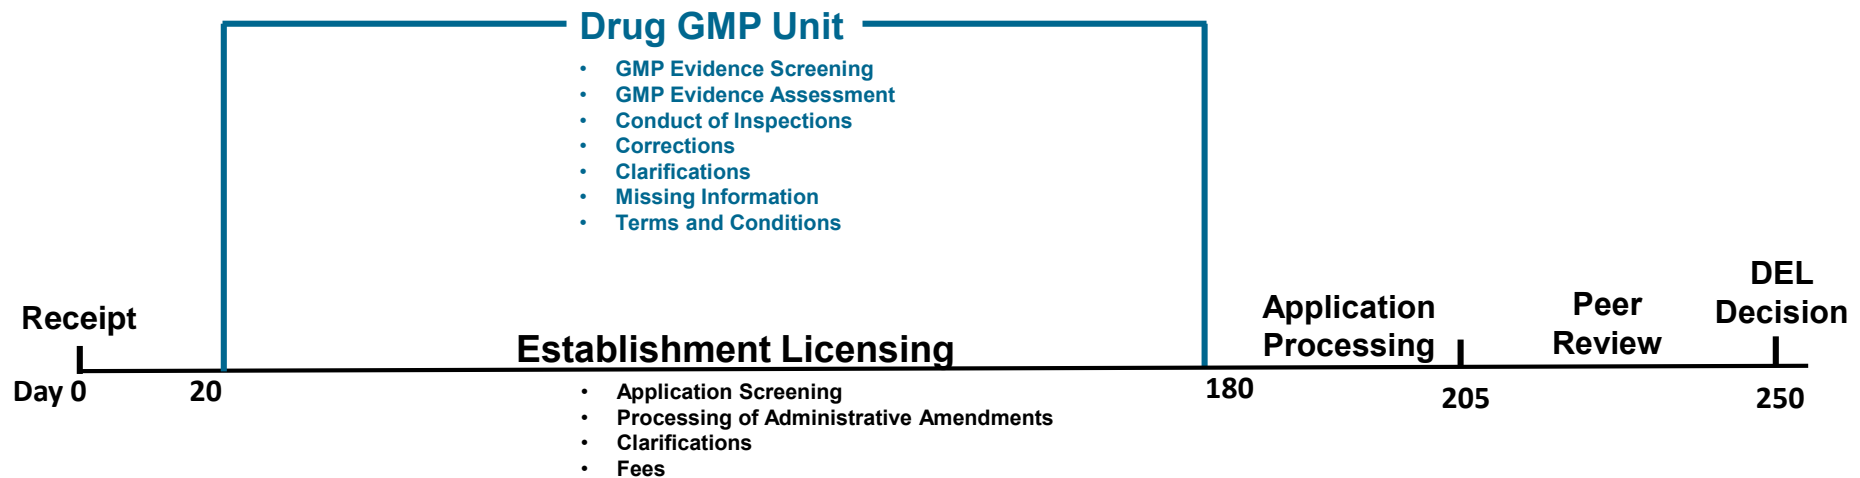 Drug GMP Unit
• GMP Evidence Screening
• GMP Evidence Assessment
• Conduct of Inspections
• Corrections
• Clarifications
• Missing Information
• Terms and Conditions
Receipt
Establishment Licensing
Application
Processing
Peer
Review
DEL
Decision
Day 0
20
180
205
250
• Application Screening
• Processing of Administrative Amendments
• Clarifications
• Fees